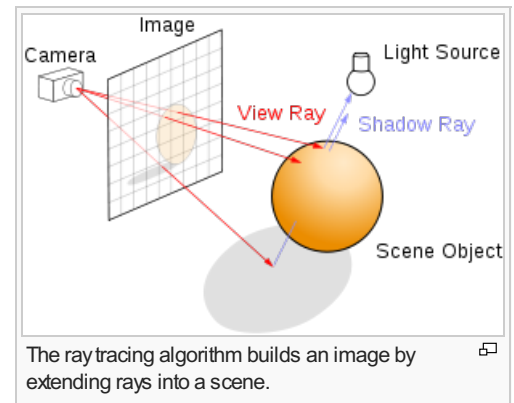 Image
Camera
Light Source
View Ray
Shadow Ray
Scene Object
The ray tracing algorithm builds an image by
extending rays into a scene.